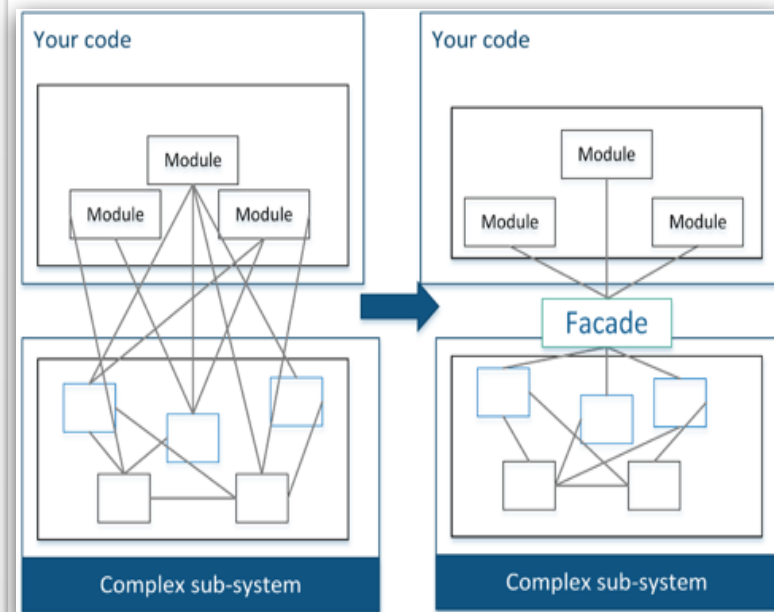 Your code
Module
Module
Module
Complex sub-system
Your code
Module
Module
Module
Facade
Complex sub-system